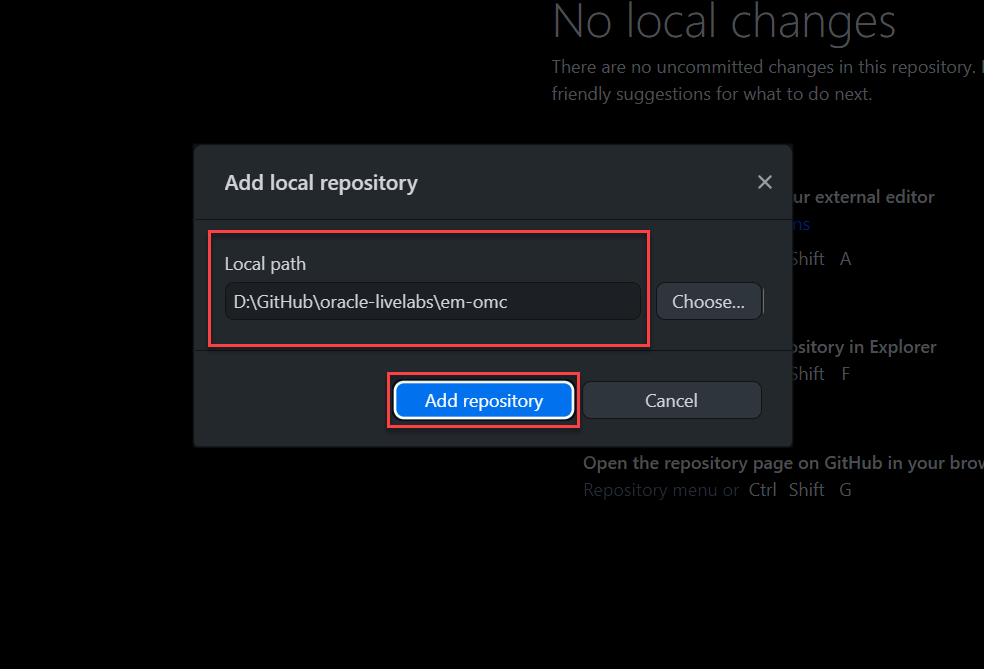 No local changes
There are no uncommitted changes in this repository.
friendly suggestions for what to do next.
Add local repository
ur external editor
ns
Shift A
Local path
D:\GitHub\oracle-livelabs\em-omc
Choose...
ository in Explorer
Shift F
Add repository
Cancel
Open the repository page on GitHub in your brow
Repository menu or Ctrl Shift G